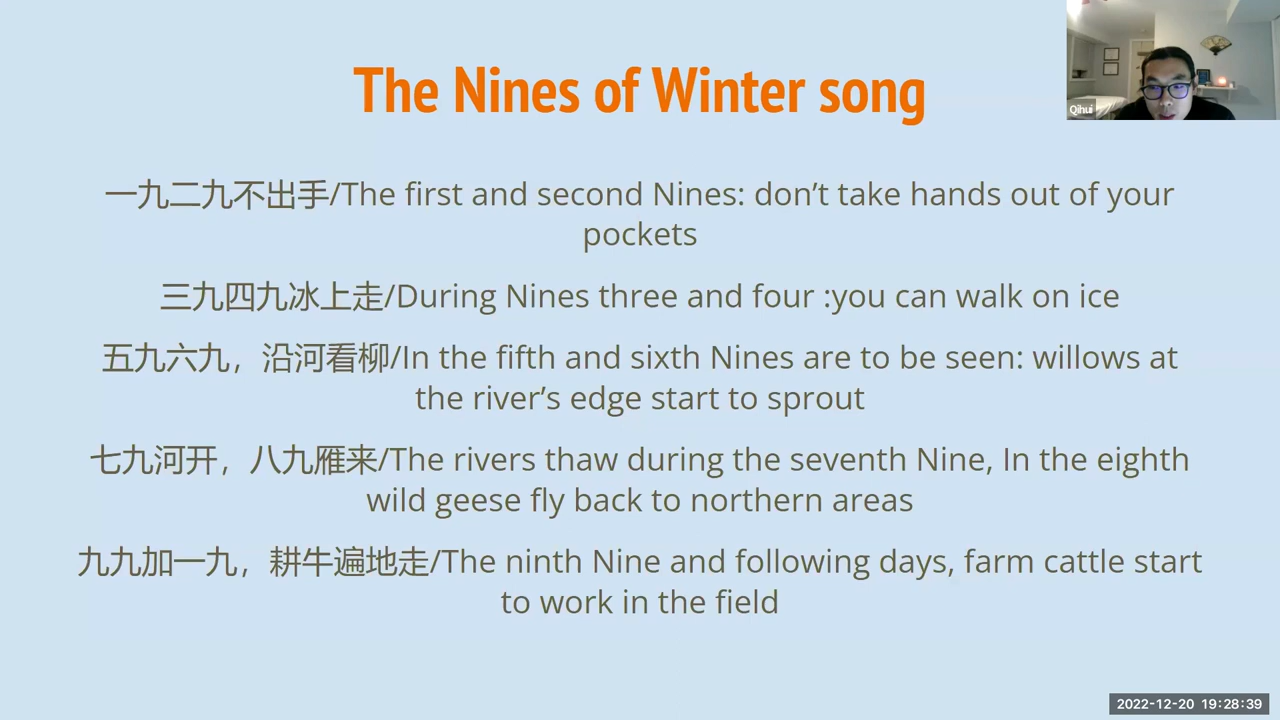 The Nines of Winter song
Qihui
一九二九不出手/The first and second Nines: don’t take hands out of your
pockets
三九四九冰上走/During Nines three and four :you can walk on ice
五九六九，沿河看柳/In the fifth and sixth Nines are to be seen: willows at
the river’s edge start to sprout
七九河开，八九雁来/The rivers thaw during the seventh Nine, In the eighth
wild geese fly back to northern areas
九九加一九，耕牛遍地走/The ninth Nine and following days, farm cattle start
to work in the field
2022-12-20 19:28:39